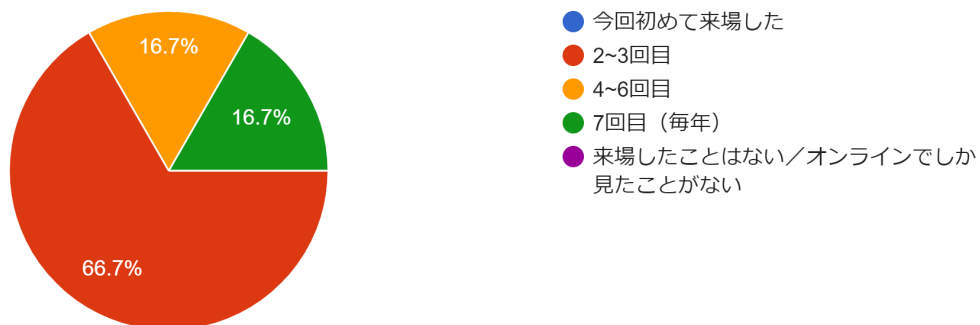 16.7%
16.7%
66.7%
今回初めて来場した
2~3回目
4~6回目
7回目（毎年）
来場したことはない／オンラインでしか
見たことがない